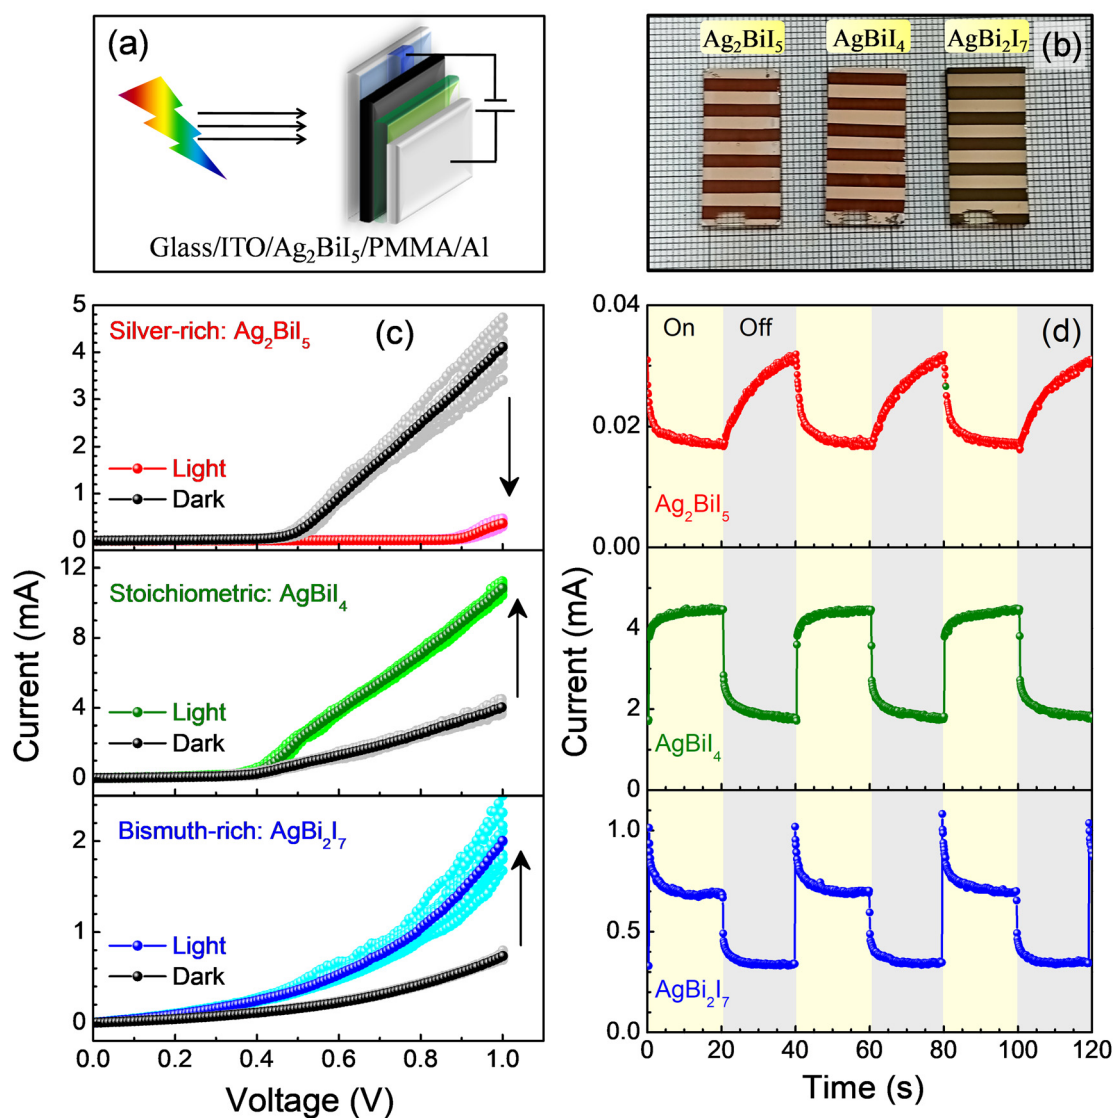 (a)
Glass/ITO/Ag₂BiI₅/PMMA/Al
Ag₂BiI₅ AgBiI₄ AgBi₂I₇
(b)
5
4
3
2
1
0
Silver-rich: Ag₂BiI₅
(c)
Light
Dark
12
8
4
0
Stoichiometric: AgBiI₄
Light
Dark
2
1
0
Bismuth-rich: AgBi₂I₇
Light
Dark
Current (mA)
0.0 0.2 0.4 0.6 0.8 1.0
Voltage (V)
0.04
0.02
0.00
On Off
(d)
Ag₂BiI₅
4
2
0
AgBiI₄
1.0
0.5
0.0
AgBi₂I₇
Current (mA)
0 20 40 60 80 100 120
Time (s)